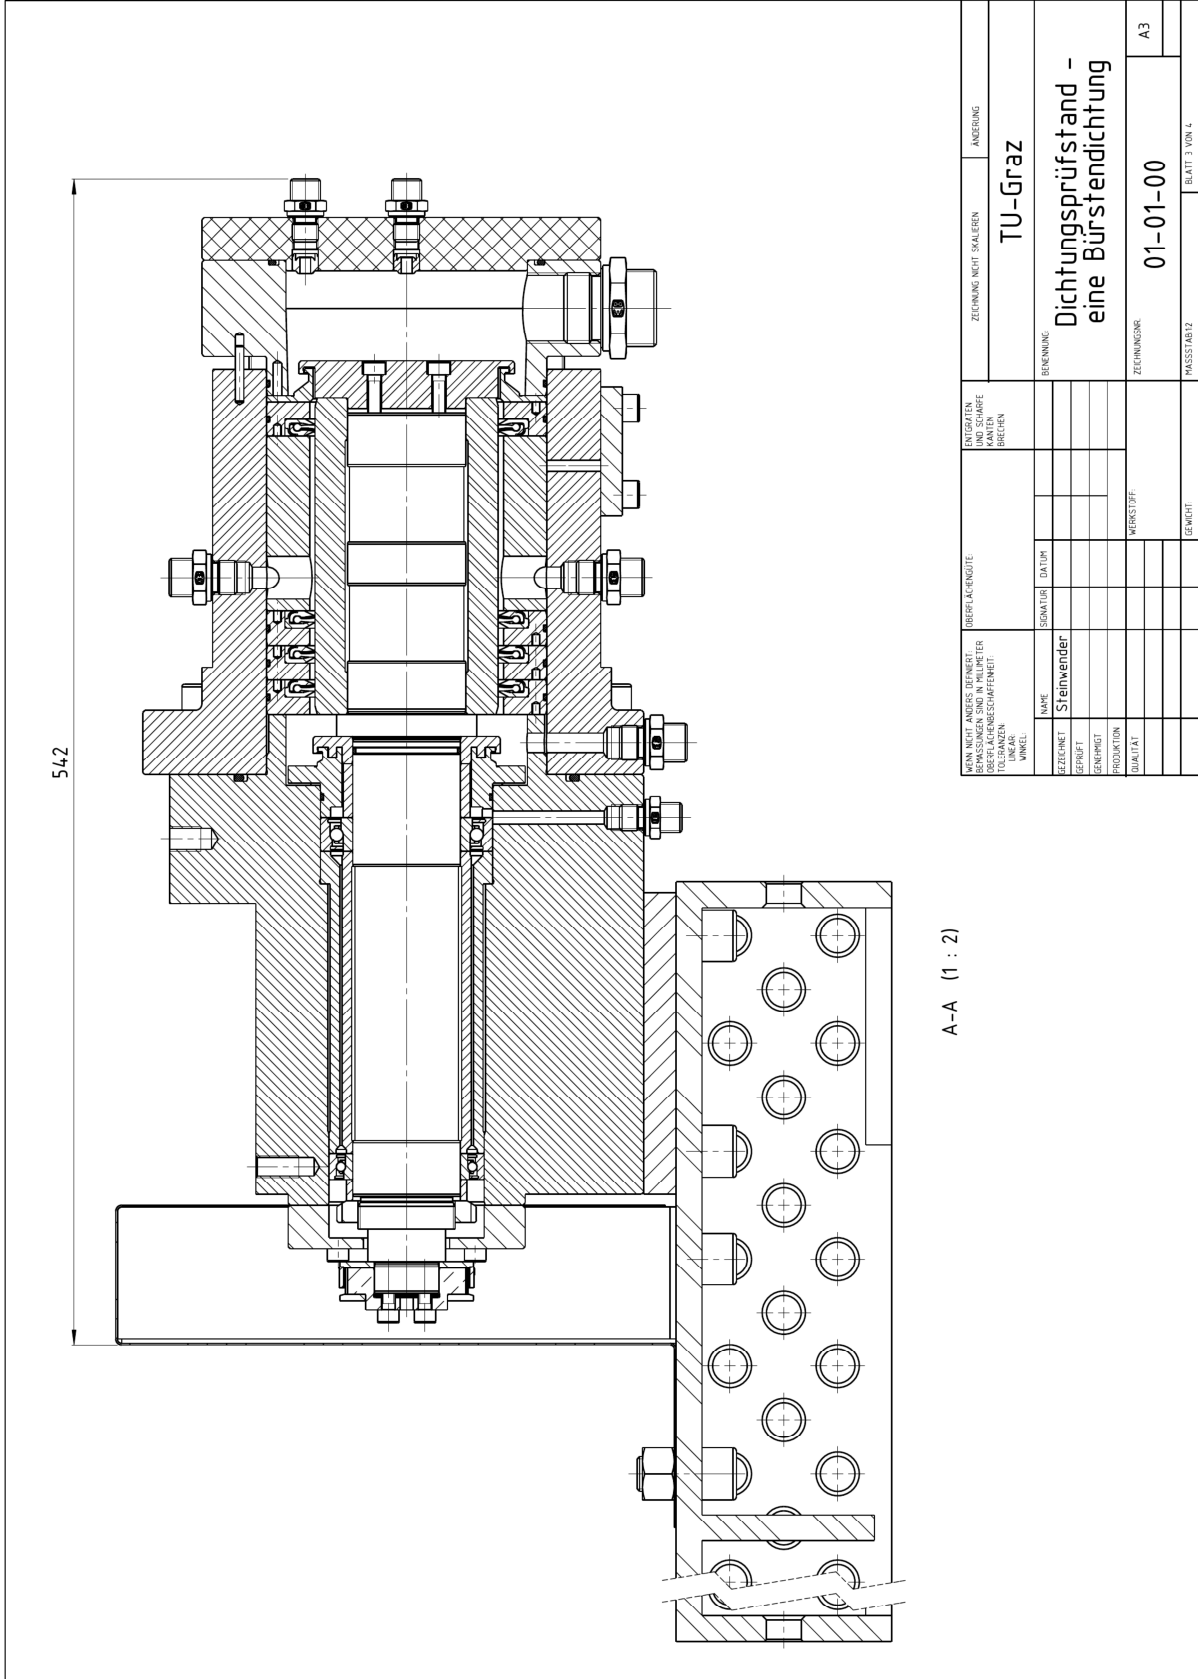 542
A-A (1 : 2)
WENN NICHT ANDERS DEFINIERT:
BEMASSUNGEN SIND IN MILLIMETER
OBERFLÄCHENBESCHAFFENHEIT:
TOLERANZEN:
LINEAR:
WINKEL:
OBERFLÄCHENGÜTE:
ENTGRATEN
UND SCHARFE
KANTEN
BRECHEN
ZEICHNUNG NICHT SKALIEREN
ÄNDERUNG
TU-Graz
NAME
SIGNATUR
DATUM
BENENNUNG:
GEZEICHNET
Steinwender
GEPRÜFT
GENEHMIGT
PRODUKTION
QUALITÄT
Dichtungsprüfstand -
eine Bürstendichtung
WERKSTOFF:
ZEICHNUNGSNR.
01-01-00
A3
GEWICHT:
MASSSTAB:1:2
BLATT 3 VON 4